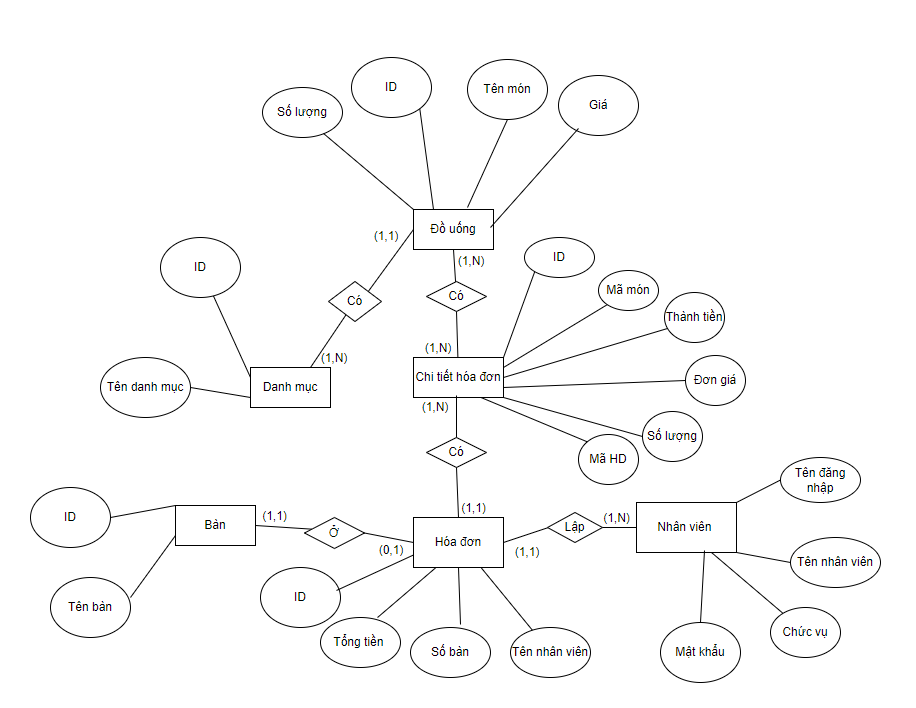 ID
Tên món
Số lượng
Giá
Đồ uống
(1,1)
(1,N)
ID
ID
Có
Có
Mã món
Thành tiền
(1,N)
(1,N)
Danh mục
Tên danh mục
Chi tiết hóa đơn
Đơn giá
(1,N)
Số lượng
Có
Mã HD
Tên đăng
nhập
(1,1)
ID
(1,1)
(1,N)
Bàn
Ở
Lập
Nhân viên
Hóa đơn
(0,1)
(1,1)
Tên nhân viên
ID
Tên bàn
Chức vụ
Tổng tiền
Số bàn
Tên nhân viên
Mật khẩu